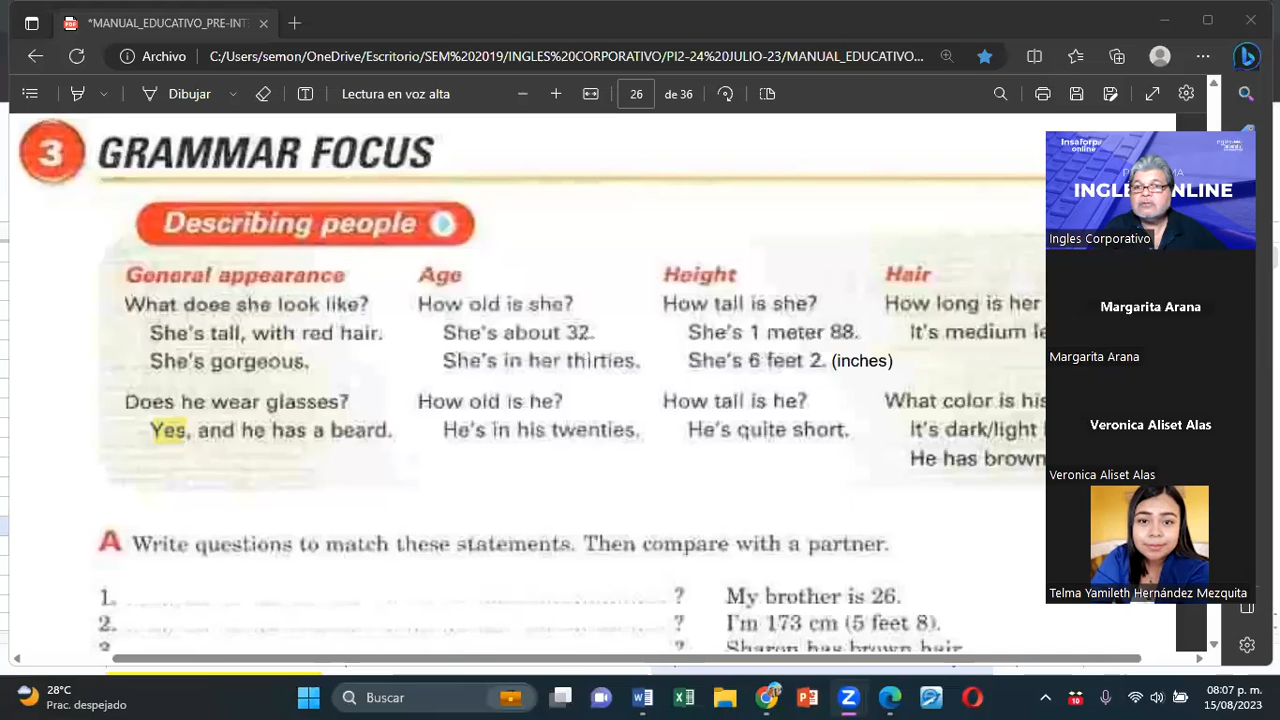 *MANUAL_EDUCATIVO_PRE-INT
Archivo
C:/Users/semon/OneDrive/Escritorio/SEM%202019/INGLES%20CORPORATIVO/PI2-24%20JULIO-23/MANUAL_EDUCATIVO...
Dibujar
Lectura en voz alta
26
de 36
3 GRAMMAR FOCUS
Describing people
General appearance
What does she look like?
She's tall, with red hair.
She's gorgeous.
Does he wear glasses?
Yes, and he has a beard.
Age
How old is she?
She's about 32.
She's in her thirties.
How old is he?
He's in his twenties.
Height
How tall is she?
She's 1 meter 88.
She's 6 feet 2. (inches)
How tall is he?
He's quite short.
Hair
How long is her
It's medium le
What color is his
It's dark/light
He has brown
A Write questions to match these statements. Then compare with a partner.
1. ? My brother is 26.
2. ? I'm 173 cm (5 feet 8).
3. ? Sharon has brown hair
Insaforp
online
INGLES ONLINE
Ingles Corporativo
Margarita Arana
Margarita Arana
Veronica Aliset Alas
Veronica Aliset Alas
Telma Yamileth Hernández Mezquita
28°C
Prac. despejado
Buscar
10
08:07 p. m.
15/08/2023